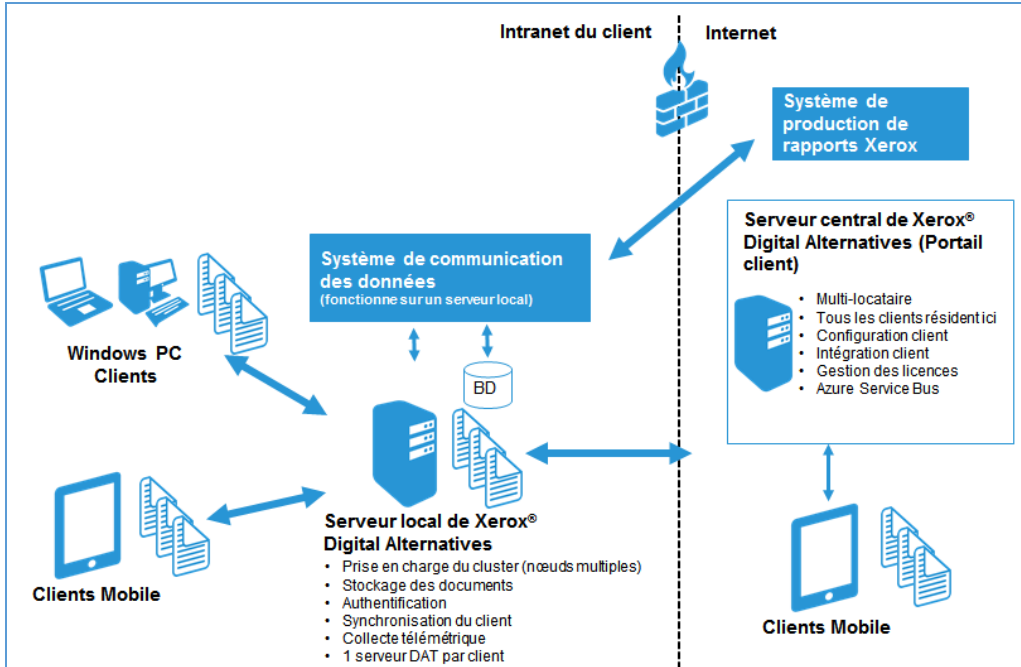 Intranet du client
Internet
Système de
production de
rapports Xerox
Système de communication
des données
(fonctionne sur un serveur local)
Serveur central de Xerox®
Digital Alternatives (Portail
client)
• Multi-locataire
• Tous les clients résident ici
• Configuration client
• Intégration client
• Gestion des licences
• Azure Service Bus
Windows PC
Clients
BD
Serveur local de Xerox®
Digital Alternatives
• Prise en charge du cluster (nœuds multiples)
• Stockage des documents
• Authentification
• Synchronisation du client
• Collecte télémétrique
• 1 serveur DAT par client
Clients Mobile
Clients Mobile